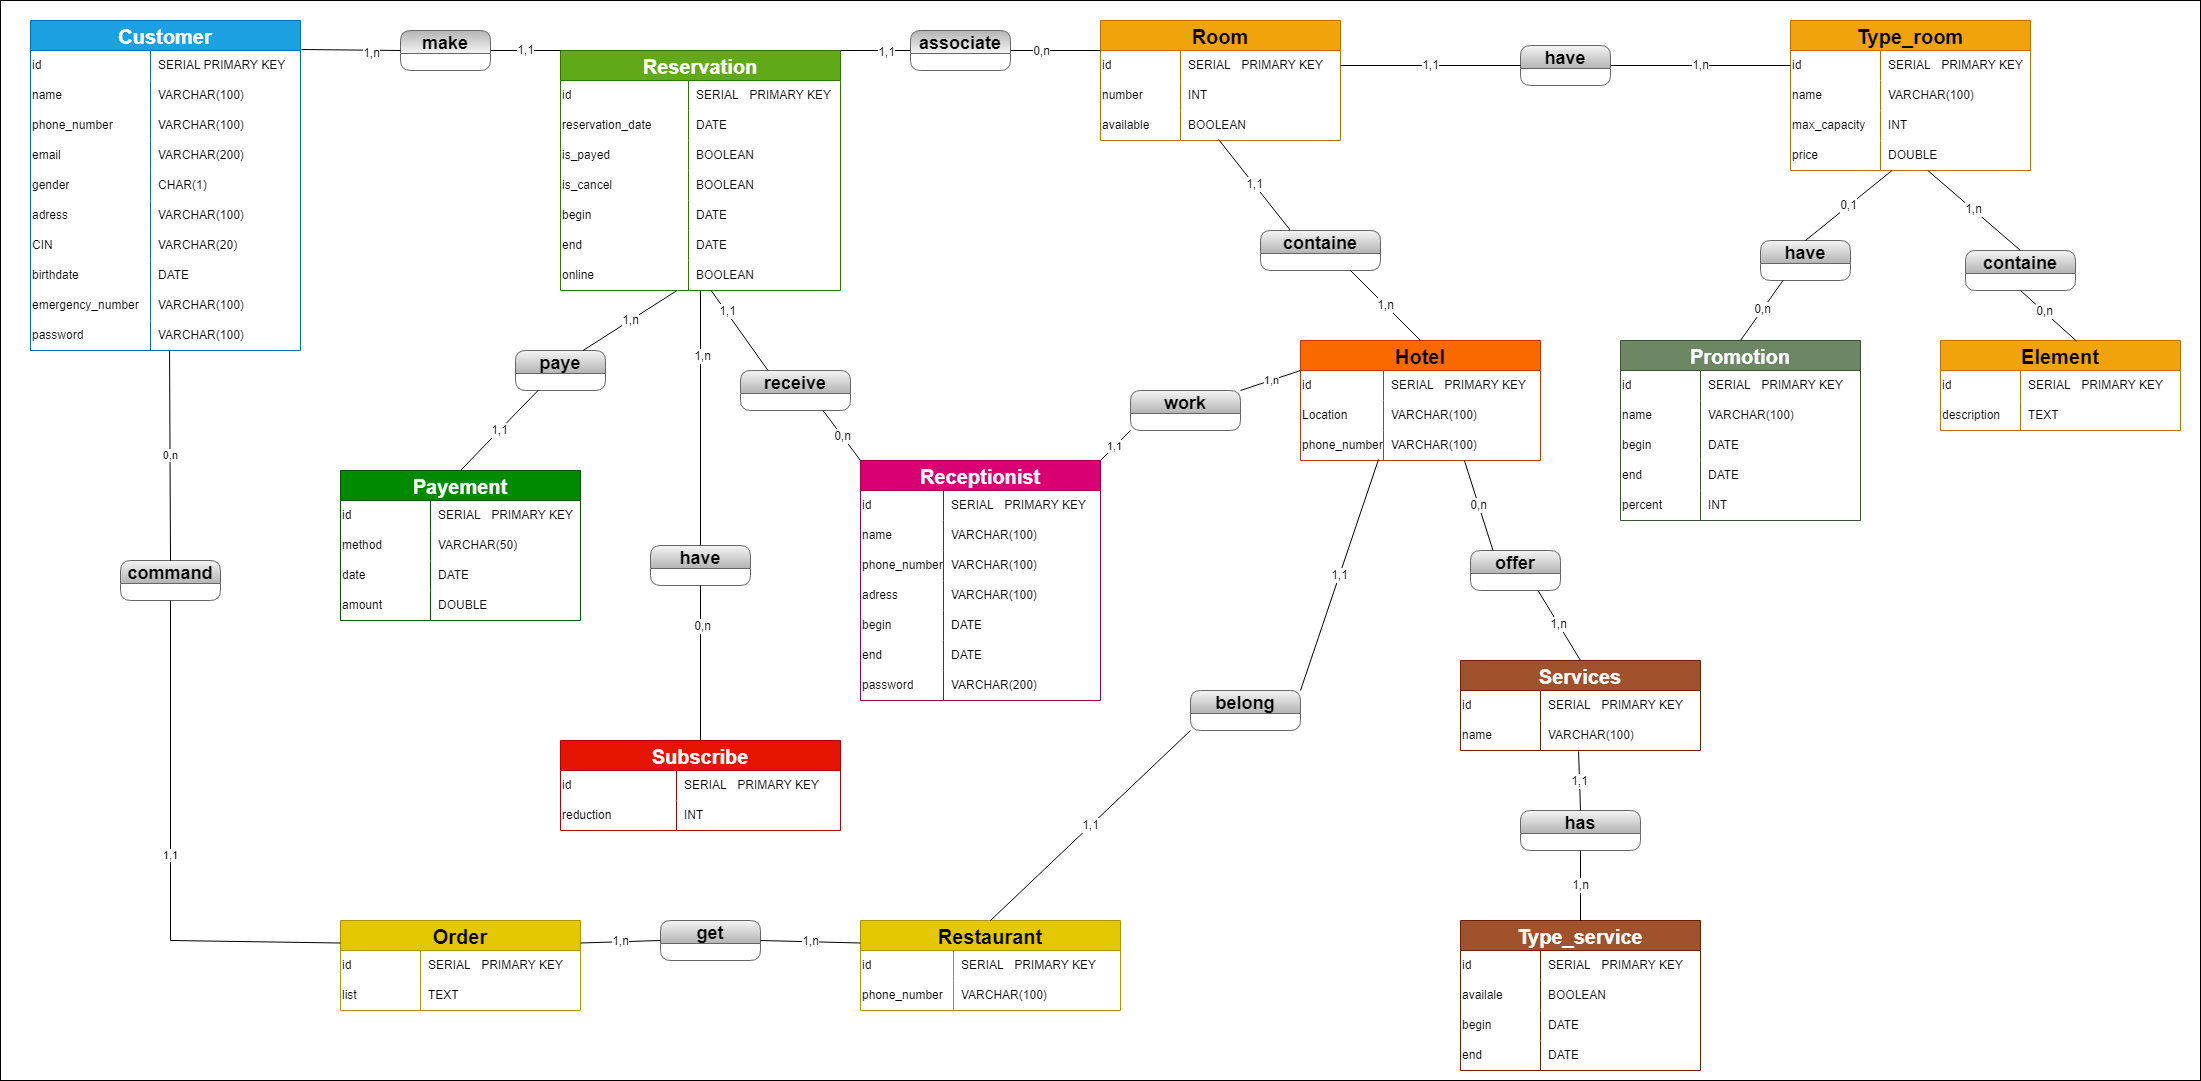 Customer
id SERIAL PRIMARY KEY
name VARCHAR(100)
phone_number VARCHAR(100)
email VARCHAR(200)
gender CHAR(1)
adress VARCHAR(100)
CIN VARCHAR(20)
birthdate DATE
emergency_number VARCHAR(100)
password VARCHAR(100)
1,n
make
1,1
Reservation
id SERIAL PRIMARY KEY
reservation_date DATE
is_payed BOOLEAN
is_cancel BOOLEAN
begin DATE
end DATE
online BOOLEAN
1,1
associate
0,n
Room
id SERIAL PRIMARY KEY
number INT
available BOOLEAN
1,1
have
1,n
Type_room
id SERIAL PRIMARY KEY
name VARCHAR(100)
max_capacity INT
price DOUBLE
1,1
containe
1,n
0,1
have
0,n
1,n
containe
0,n
1,n
paye
1,1
1,n
have
0,n
1,1
receive
0,n
1,1
work
1,n
Hotel
id SERIAL PRIMARY KEY
Location VARCHAR(100)
phone_number VARCHAR(100)
Promotion
id SERIAL PRIMARY KEY
name VARCHAR(100)
begin DATE
end DATE
percent INT
Element
id SERIAL PRIMARY KEY
description TEXT
0,n
command
1,1
Payement
id SERIAL PRIMARY KEY
method VARCHAR(50)
date DATE
amount DOUBLE
Receptionist
id SERIAL PRIMARY KEY
name VARCHAR(100)
phone_number VARCHAR(100)
adress VARCHAR(100)
begin DATE
end DATE
password VARCHAR(200)
1,1
belong
1,1
0,n
offer
1,n
Services
id SERIAL PRIMARY KEY
name VARCHAR(100)
1,1
has
1,n
Subscribe
id SERIAL PRIMARY KEY
reduction INT
Order
id SERIAL PRIMARY KEY
list TEXT
1,n
get
1,n
Restaurant
id SERIAL PRIMARY KEY
phone_number VARCHAR(100)
Type_service
id SERIAL PRIMARY KEY
availale BOOLEAN
begin DATE
end DATE